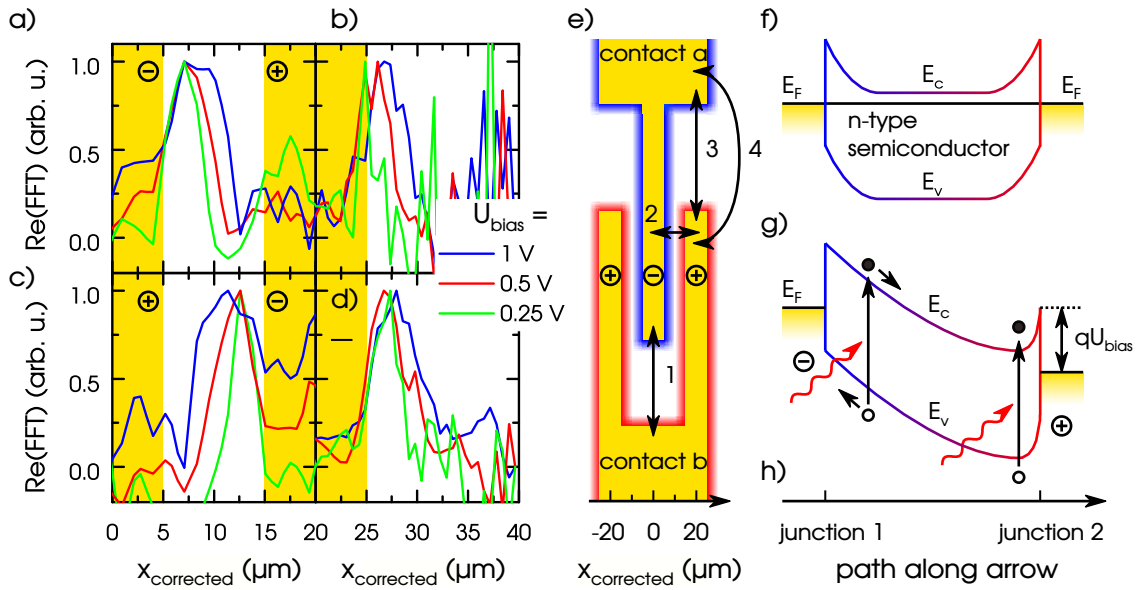 a)
b)
Re(FFT) (arb. u.)
1.0
0.5
0.0
⊖
⊕
U_bias =
1 V
0.5 V
0.25 V
c)
d)
Re(FFT) (arb. u.)
1.0
0.5
0.0
⊕
⊖
0 5 10 15 20 25 30 35 40
x_corrected (μm)
x_corrected (μm)
e)
contact a
3
4
2
⊕ ⊖ ⊕
1
contact b
-20 0 20
x_corrected (μm)
f)
E_F
E_c
E_F
n-type
semiconductor
E_v
g)
E_F
E_c
qU_bias
⊖
E_v
⊕
h)
junction 1
junction 2
path along arrow